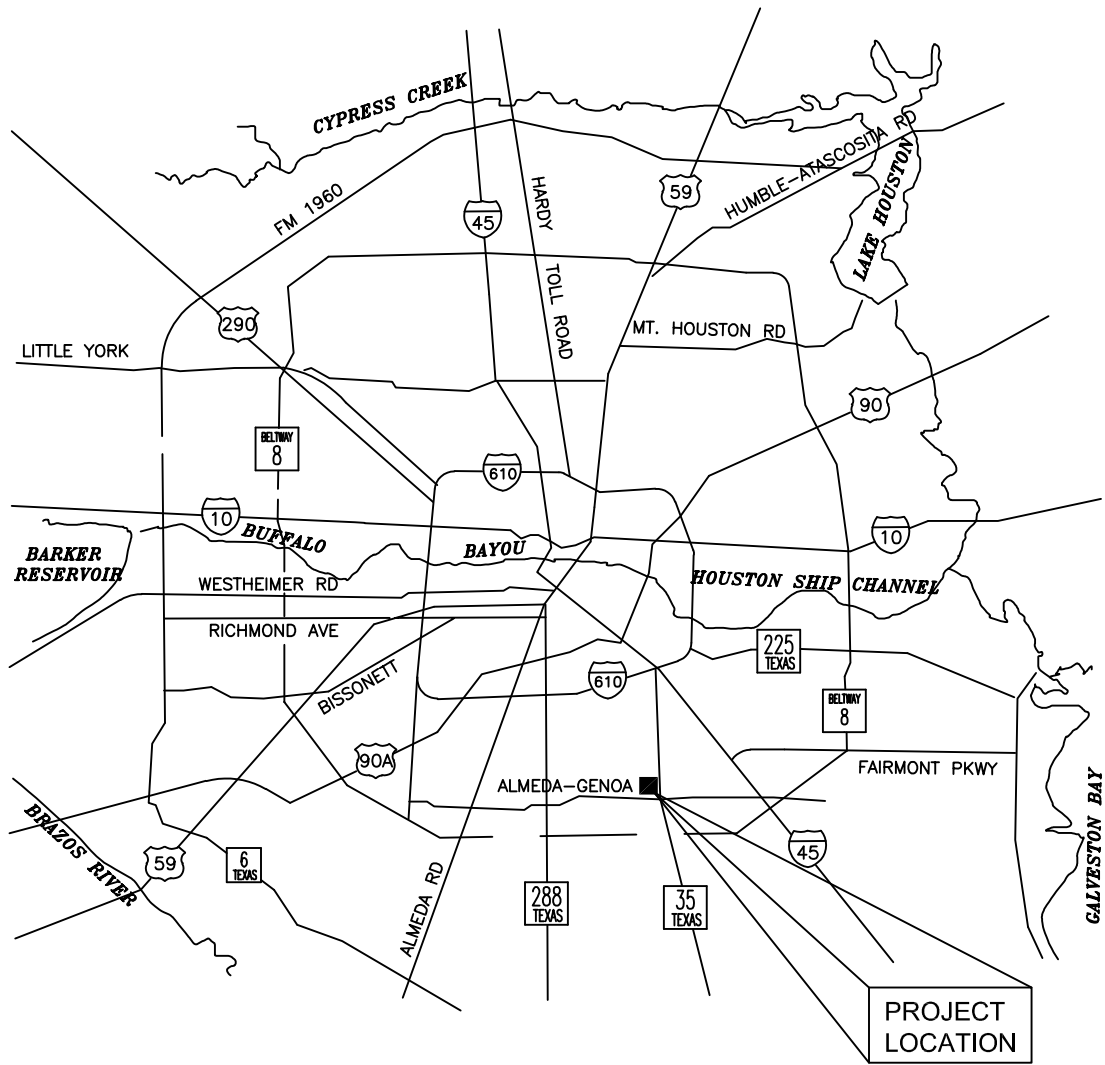 CYPRESS CREEK
HUMBLE-ATASCOSITA RD
59
LAKE HOUSTON
FM 1960
45
HARDY
TOLL ROAD
290
MT. HOUSTON RD
LITTLE YORK
90
BELTWAY
8
610
10
10
BUFFALO
BAYOU
BARKER
RESERVOIR
HOUSTON SHIP CHANNEL
WESTHEIMER RD
RICHMOND AVE
225
TEXAS
BISSONETT
610
BELTWAY
8
90A
FAIRMONT PKWY
ALMEDA-GENOA
BRAZOS RIVER
59
6
TEXAS
45
GALVESTON BAY
ALMEDA RD
288
TEXAS
35
TEXAS
PROJECT
LOCATION